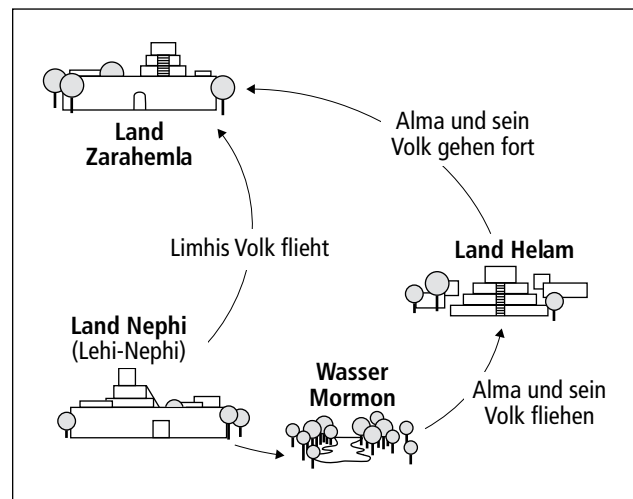 Land
Zarahemla
Alma und sein
Volk gehen fort
Limhis Volk flieht
Land Helam
Land Nephi
(Lehi-Nephi)
Wasser
Mormon
Alma und sein
Volk fliehen